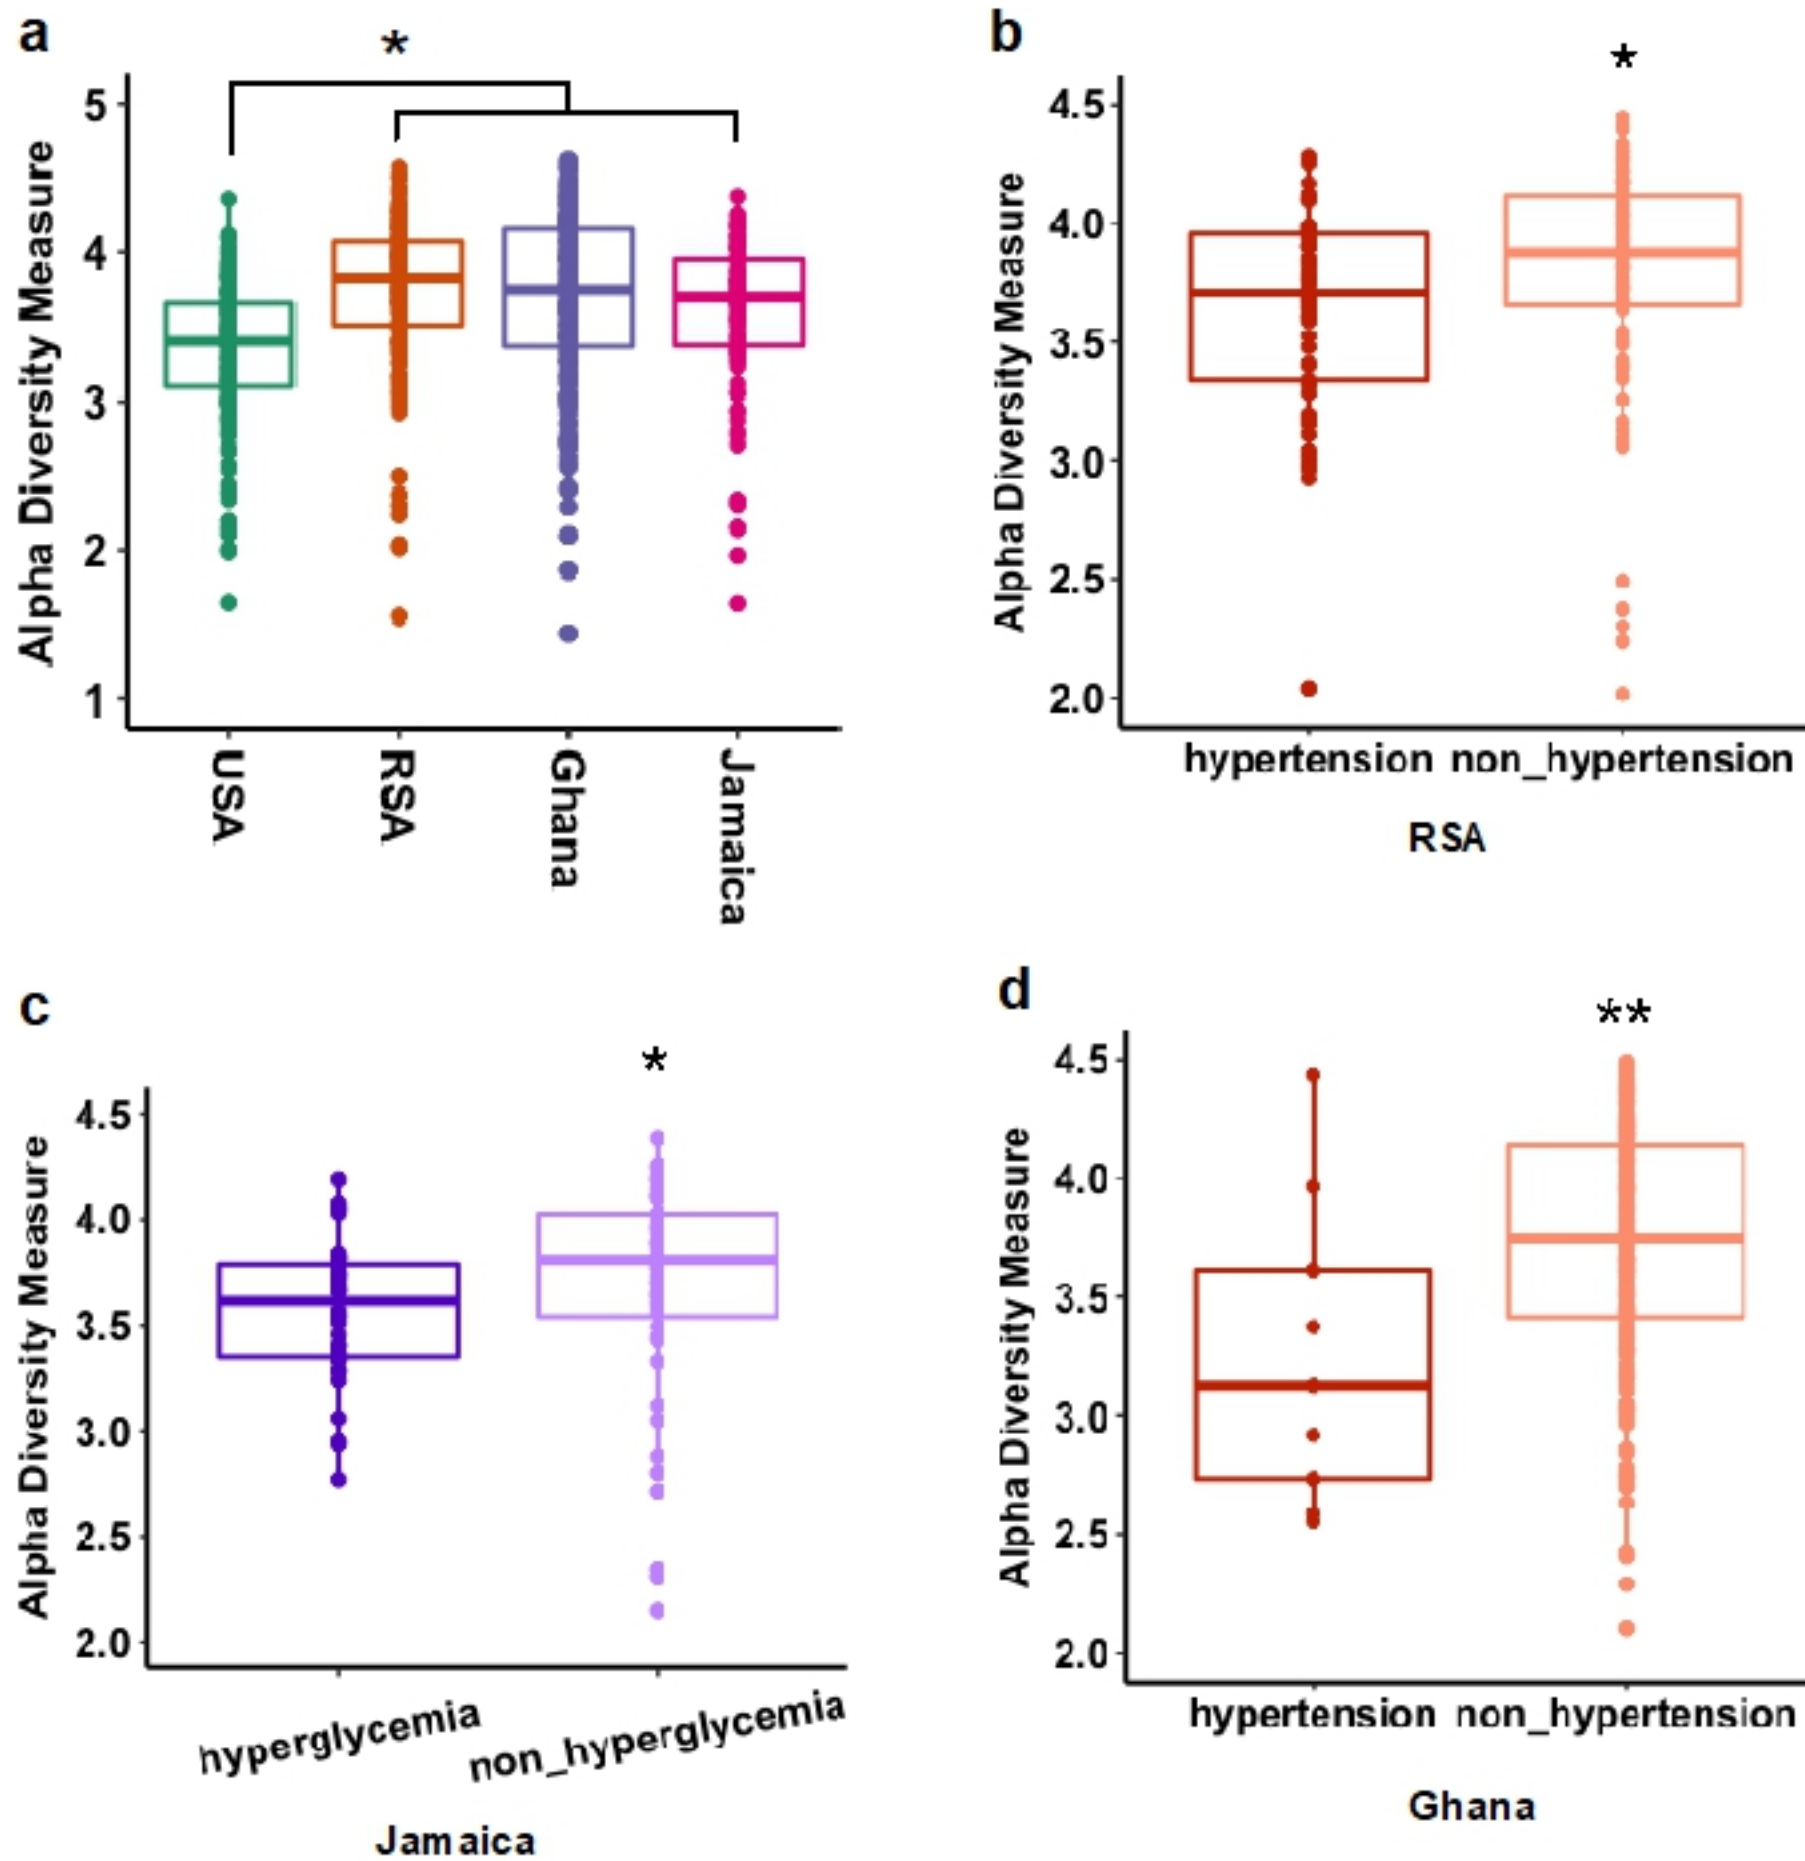 a
*
Alpha Diversity Measure
5
4
3
2
1
USA
RSA
Ghana
Jamaica
b
*
Alpha Diversity Measure
4.5
4.0
3.5
3.0
2.5
2.0
hypertension non_hypertension
RSA
c
*
Alpha Diversity Measure
4.5
4.0
3.5
3.0
2.5
2.0
hyperglycemia
non_hyperglycemia
Jamaica
d
**
Alpha Diversity Measure
4.5
4.0
3.5
3.0
2.5
2.0
hypertension non_hypertension
Ghana